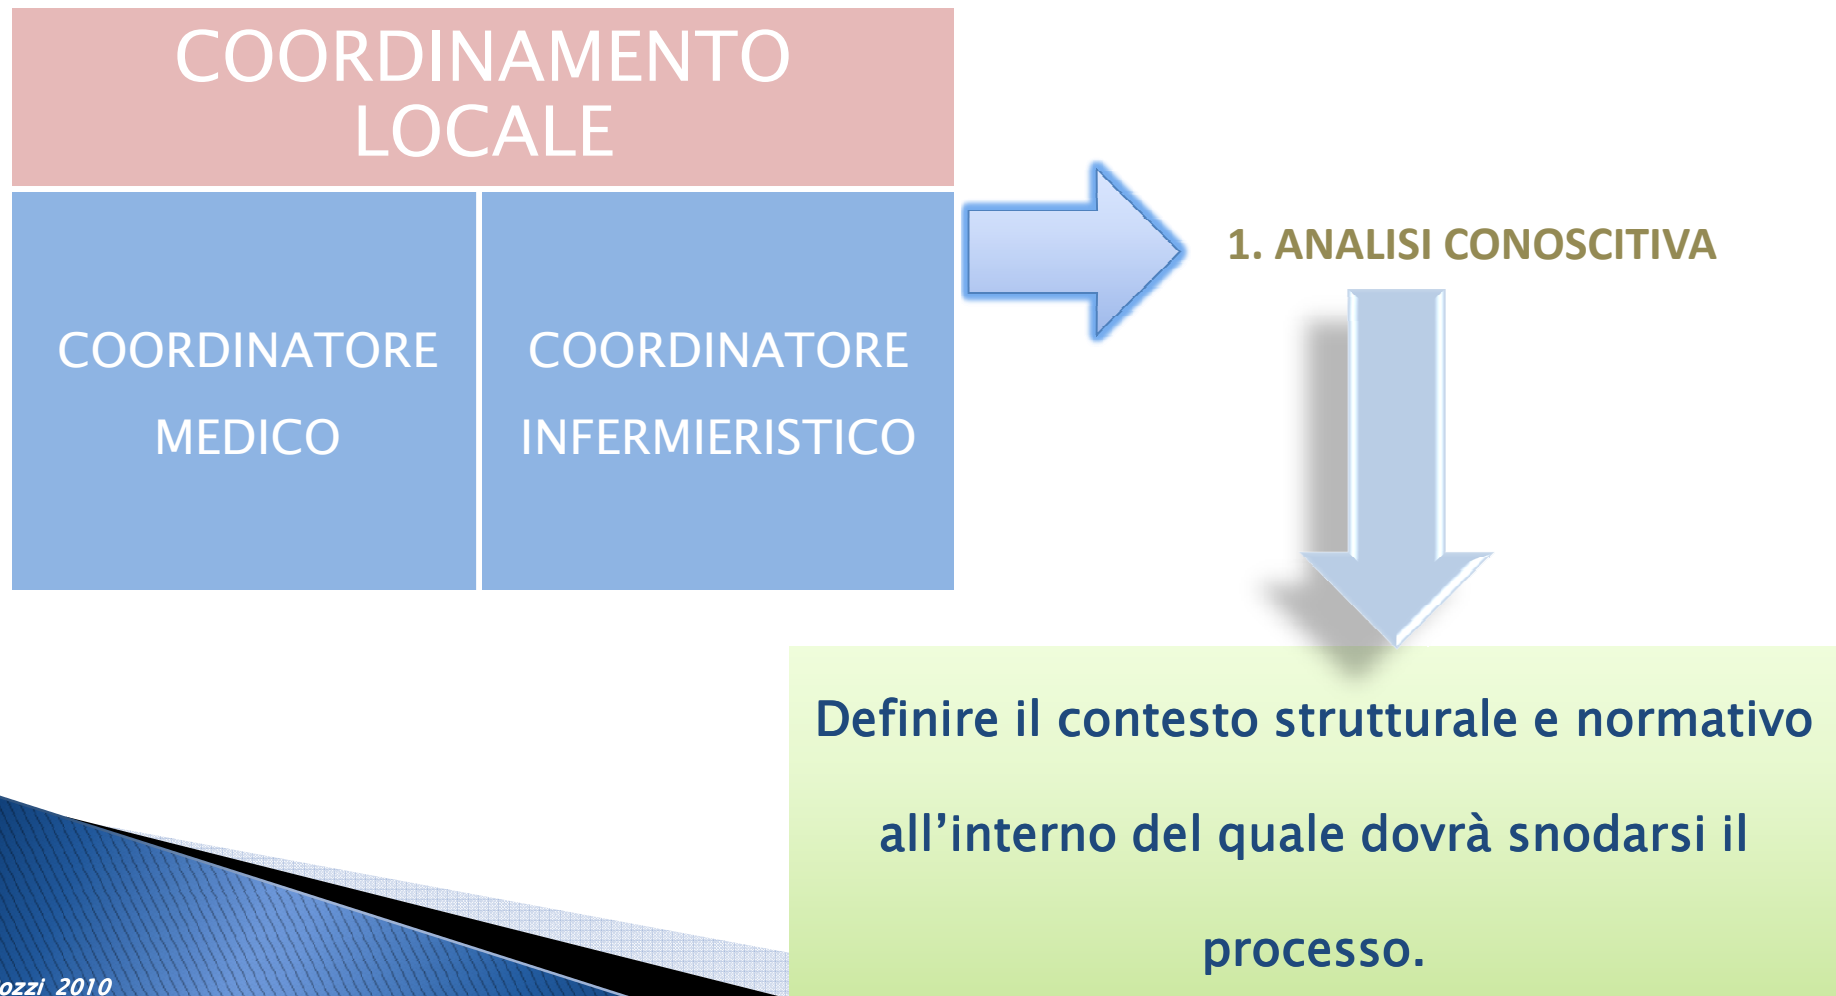 COORDINAMENTO
LOCALE
COORDINATORE
MEDICO
COORDINATORE
INFERMIERISTICO
1. ANALISI CONOSCITIVA
Definire il contesto strutturale e normativo
all’interno del quale dovrà snodarsi il
processo.
2010